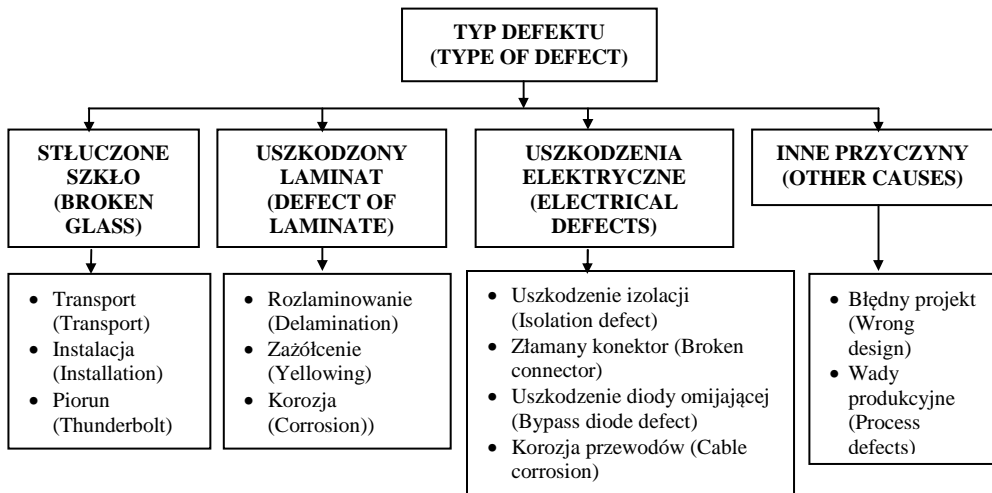 TYP DEFEKTU
(TYPE OF DEFECT)
STŁUCZONE
SZKŁO
(BROKEN
GLASS)
USZKODZONY
LAMINAT
(DEFECT OF
LAMINATE)
USZKODZENIA
ELEKTRYCZNE
(ELECTRICAL
DEFECTS)
INNE PRZYCZYNY
(OTHER CAUSES)
• Transport
(Transport)
• Instalacja
(Installation)
• Piorun
(Thunderbolt)
• Rozlaminowanie
(Delamination)
• Zażółcenie
(Yellowing)
• Korozja
(Corrosion))
• Uszkodzenie izolacji
(Isolation defect)
• Złamany konektor (Broken
connector)
• Uszkodzenie diody omijającej
(Bypass diode defect)
• Korozja przewodów (Cable
corrosion)
• Błędny projekt
(Wrong
design)
• Wady
produkcyjne
(Process
defects)